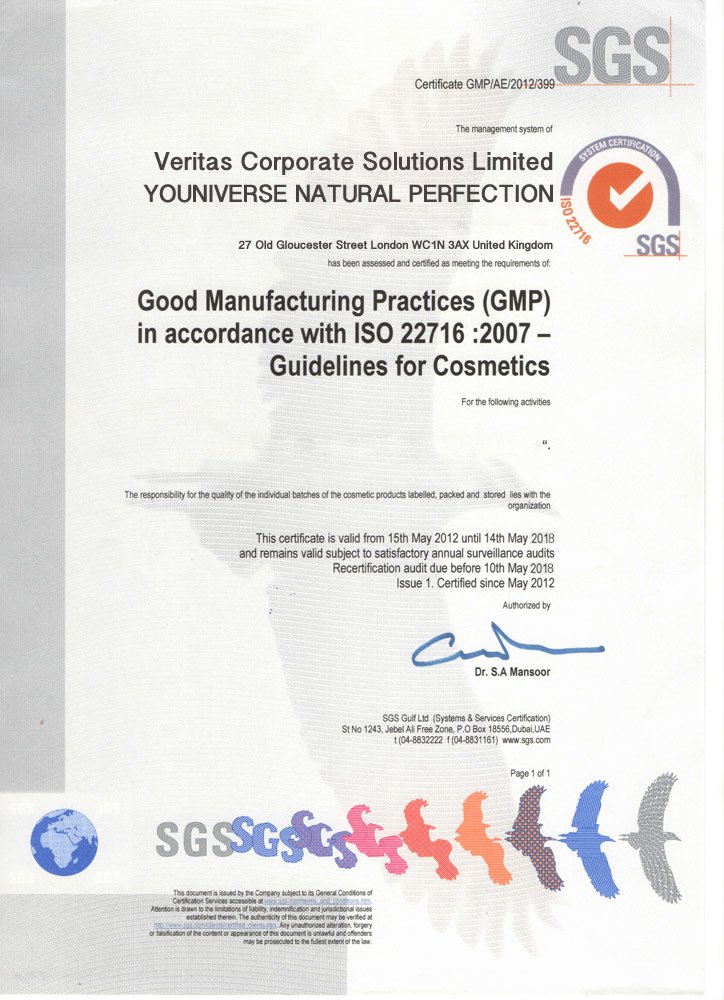 SGS
Certificate GMP/AE/2012/399
The management system of
Veritas Corporate Solutions Limited
YOUNIVERSE NATURAL PERFECTION
SYSTEM CERTIFICATION
ISO 22716
SGS
27 Old Gloucester Street London WC1N 3AX United Kingdom
has been assessed and certified as meeting the requirements of:
Good Manufacturing Practices (GMP)
in accordance with ISO 22716 :2007 –
Guidelines for Cosmetics
For the following activities
“.
The responsibility for the quality of the individual batches of the cosmetic products labelled, packed and stored lies with the
organization
This certificate is valid from 15th May 2012 until 14th May 2018
and remains valid subject to satisfactory annual surveillance audits
Recertification audit due before 10th May 2018
Issue 1. Certified since May 2012
Authorized by
Dr. S.A Mansoor
SGS Gulf Ltd (Systems & Services Certification)
St No 1243, Jebel Ali Free Zone, P.O Box 18556,Dubai,UAE
t (04-8832222 f (04-8831161) www.sgs.com
Page 1 of 1
SGS SGS
SGS SGS
SGS SGS SGS SGS
This document is issued by the Company subject to its General Conditions of
Certification Services accessible at www.sgs.com/terms_and_conditions.htm.
Attention is drawn to the limitations of liability, indemnification and jurisdictional issues
established therein. The authenticity of this document may be verified at
http://www.sgs.com/clients/certified_clients.htm. Any unauthorized alteration, forgery
or falsification of the content or appearance of this document is unlawful and offenders
may be prosecuted to the fullest extent of the law.